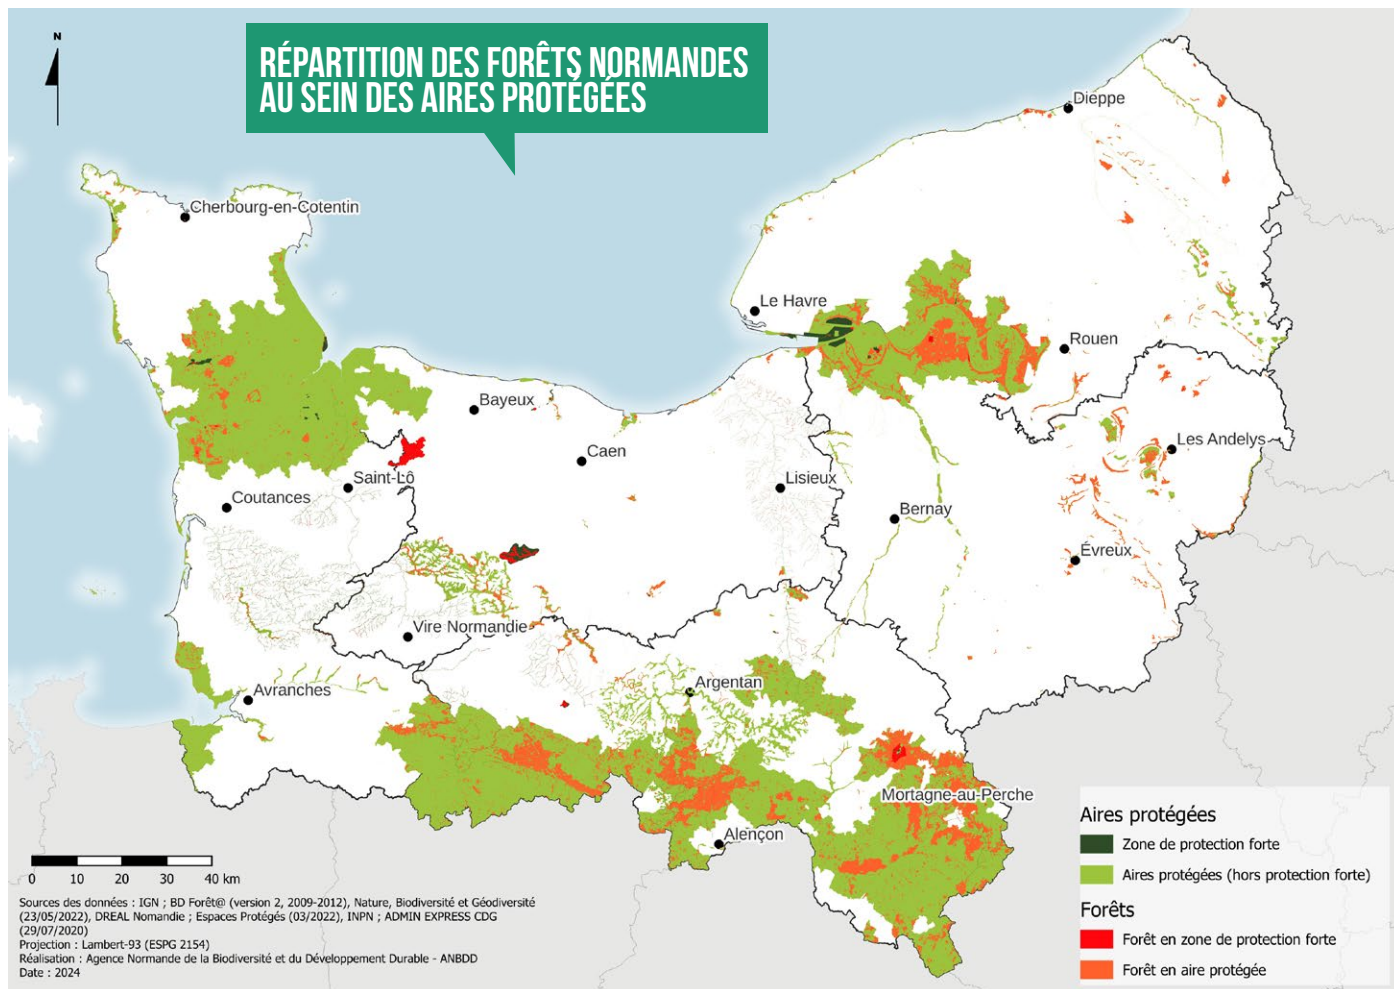 RÉPARTITION DES FORÊTS NORMANDES
AU SEIN DES AIRES PROTÉGÉES
N
Dieppe
Cherbourg-en-Cotentin
Le Havre
Rouen
Bayeux
Caen
Les Andelys
Saint-Lô
Lisieux
Coutances
Bernay
Évreux
Vire Normandie
Argentan
Avranches
Mortagne-au-Perche
Alençon
Aires protégées
Zone de protection forte
Aires protégées (hors protection forte)
Forêts
Forêt en zone de protection forte
Forêt en aire protégée
0 10 20 30 40 km
Sources des données : IGN ; BD Forêt@ (version 2, 2009-2012), Nature, Biodiversité et Géodiversité
(23/05/2022), DREAL Nomandie ; Espaces Protégés (03/2022), INPN ; ADMIN EXPRESS CDG
(29/07/2020)
Projection : Lambert-93 (ESPG 2154)
Réalisation : Agence Normande de la Biodiversité et du Développement Durable - ANBDD
Date : 2024